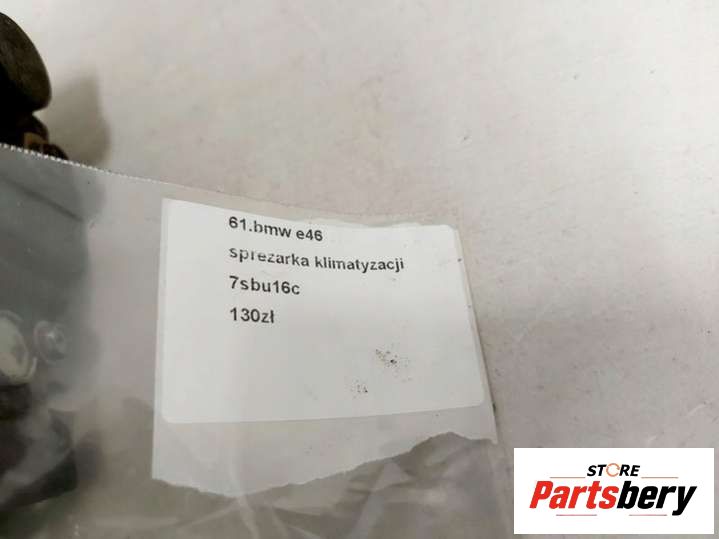 61.bmw e46
sprezarka klimatyzacji
7sbu16c
130zł
STORE
Partsbery